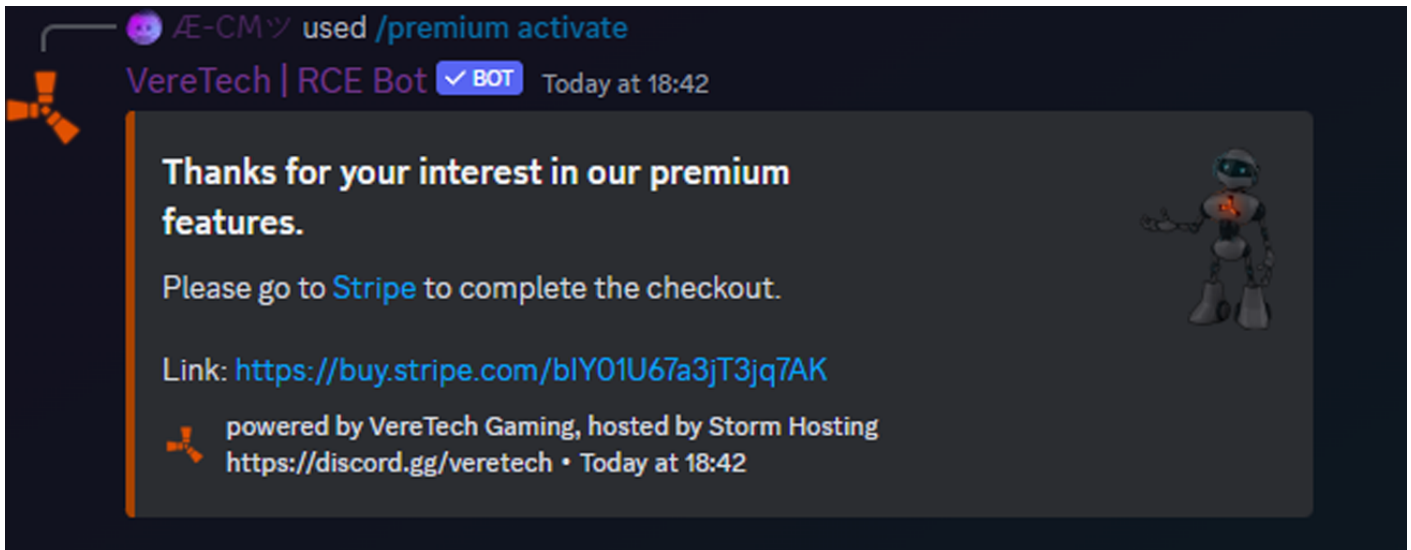 Æ-CMツ used /premium activate
VereTech | RCE Bot ✓ BOT Today at 18:42
Thanks for your interest in our premium
features.
Please go to Stripe to complete the checkout.
Link: https://buy.stripe.com/bIY01U67a3jT3jq7AK
powered by VereTech Gaming, hosted by Storm Hosting
https://discord.gg/veretech • Today at 18:42